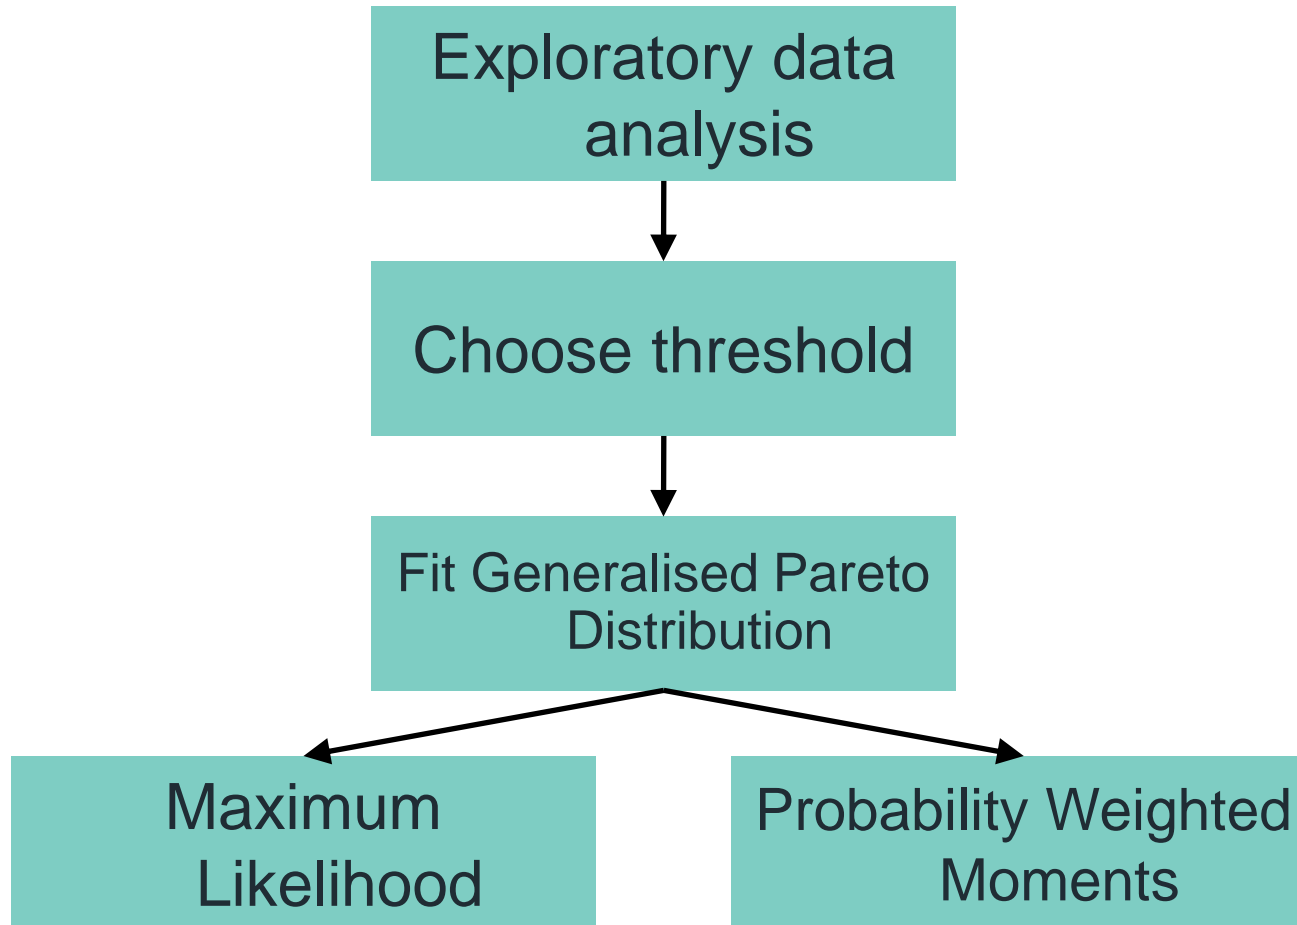 Exploratory data
analysis
Choose threshold
Fit Generalised Pareto
Distribution
Maximum
Likelihood
Probability Weighted
Moments